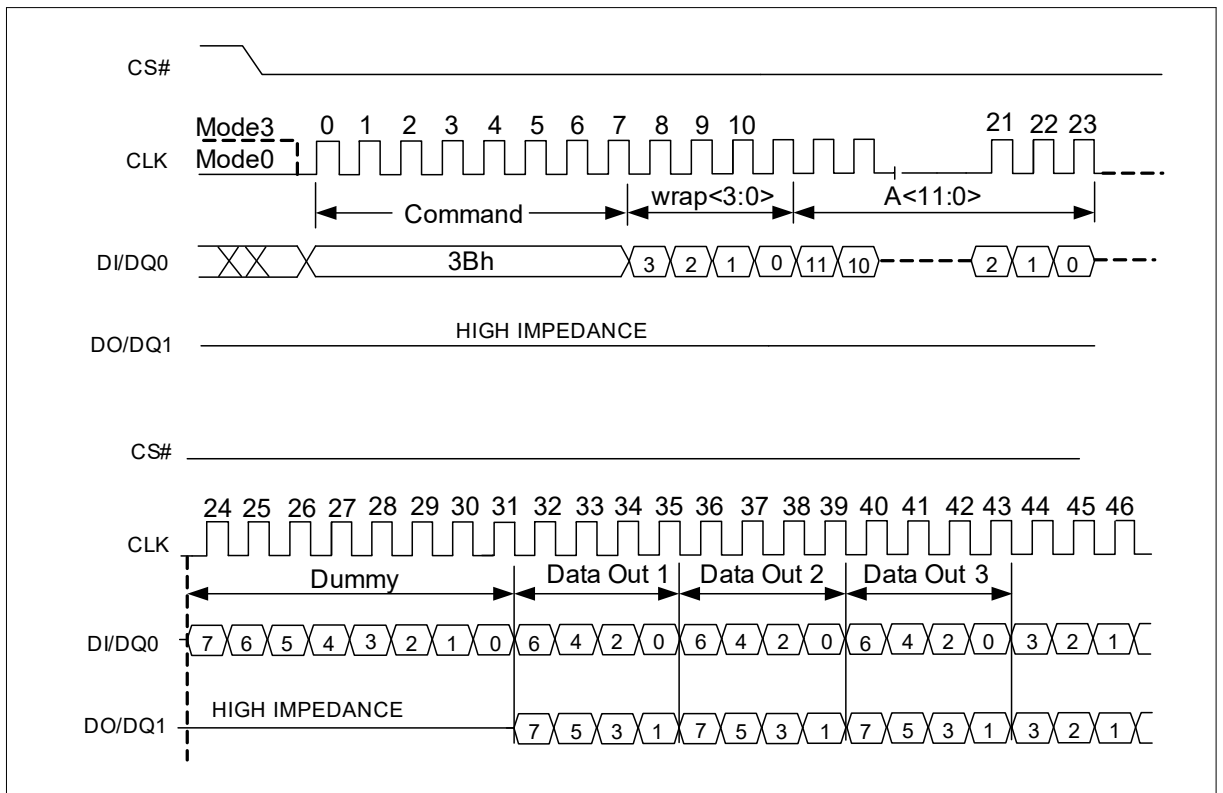 CS#
Mode3 0 1 2 3 4 5 6 7 8 9 10 21 22 23
CLK Mode0
Command wrap<3:0> A<11:0>
DI/DQ0 3Bh 3 2 1 0 11 10 2 1 0
HIGH IMPEDANCE
DO/DQ1
CS#
24 25 26 27 28 29 30 31 32 33 34 35 36 37 38 39 40 41 42 43 44 45 46
CLK
Dummy Data Out 1 Data Out 2 Data Out 3
DI/DQ0 7 6 5 4 3 2 1 0 6 4 2 0 6 4 2 0 6 4 2 0 3 2 1
HIGH IMPEDANCE
DO/DQ1 7 5 3 1 7 5 3 1 7 5 3 1 3 2 1